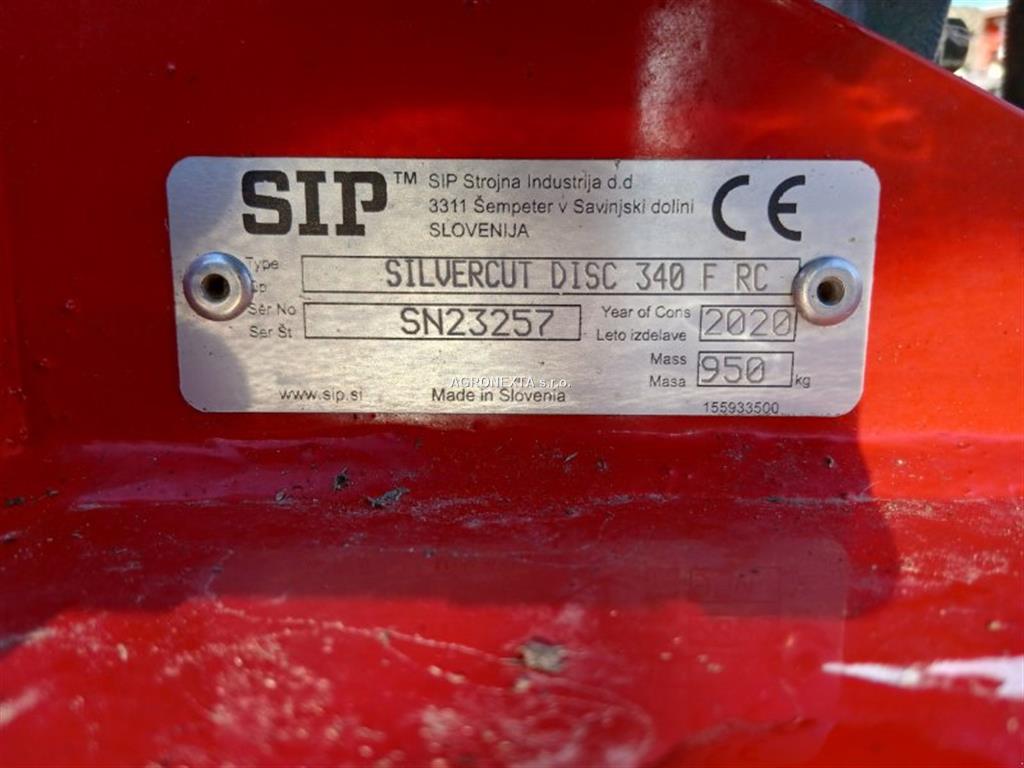 SIP™
SIP Strojna Industrija d.d
3311 Šempeter v Savinjski dolini
SLOVENIJA
CE
Type SILVERCUT DISC 340 F RC
Ser No
Ser Št
SN23257
Year of Cons
Leto izdelave
2020
Mass
Masa
950 kg
AGRONEXTA s.r.o.
www.sip.si
Made in Slovenia
155933500